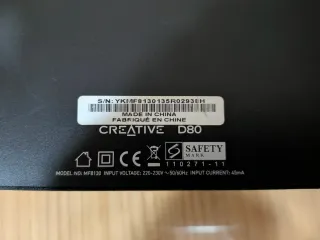 S/N: YKMF8130135R02935H
MADE IN CHINA
FABRIQUÉ EN CHINE
CREATIVE D80
SAFETY
MARK
110271-11
MODEL NO: MF8130 INPUT VOLTAGE: 220-230V ~ 50/60Hz INPUT CURRENT: 45mA